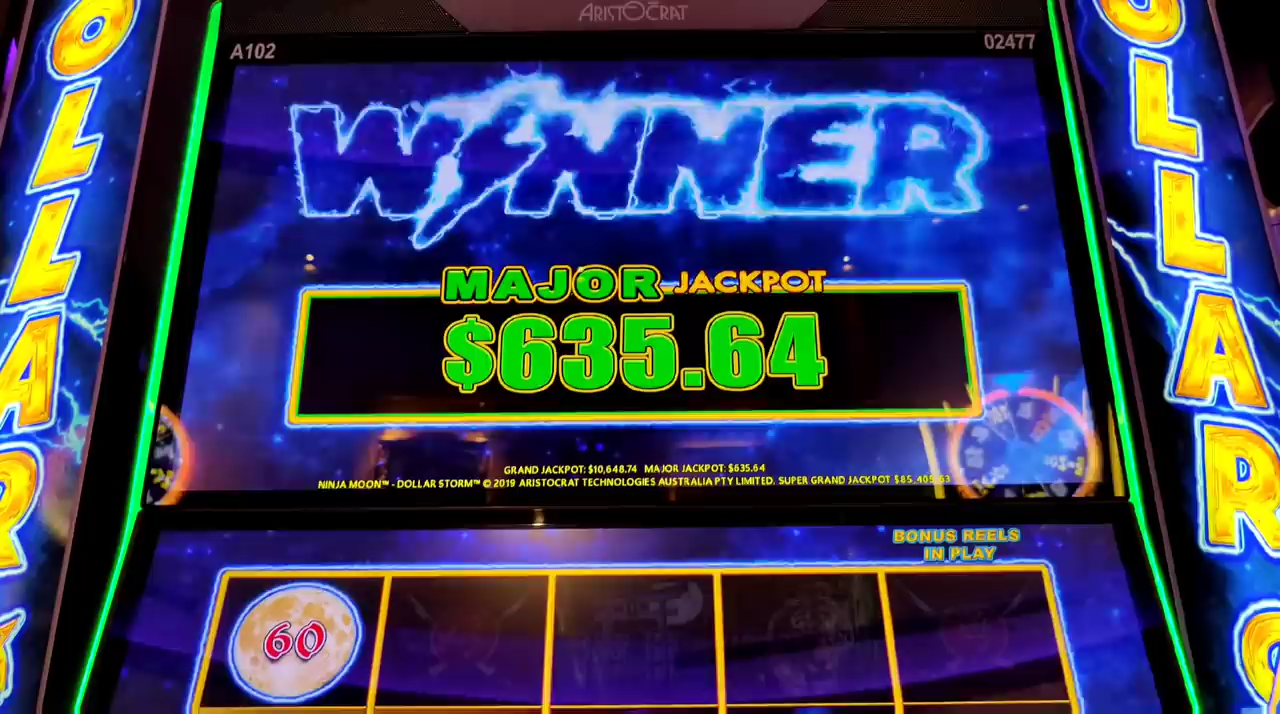 ARISTOCRAT
A102
02477
WINNER
MAJOR JACKPOT
$635.64
GRAND JACKPOT: $10,648.74 MAJOR JACKPOT: $635.64
NINJA MOON™ - DOLLAR STORM™ © 2019 ARISTOCRAT TECHNOLOGIES AUSTRALIA PTY LIMITED. SUPER GRAND JACKPOT $85,405.63
BONUS REELS
IN PLAY
60
OLLAR
OLLAR